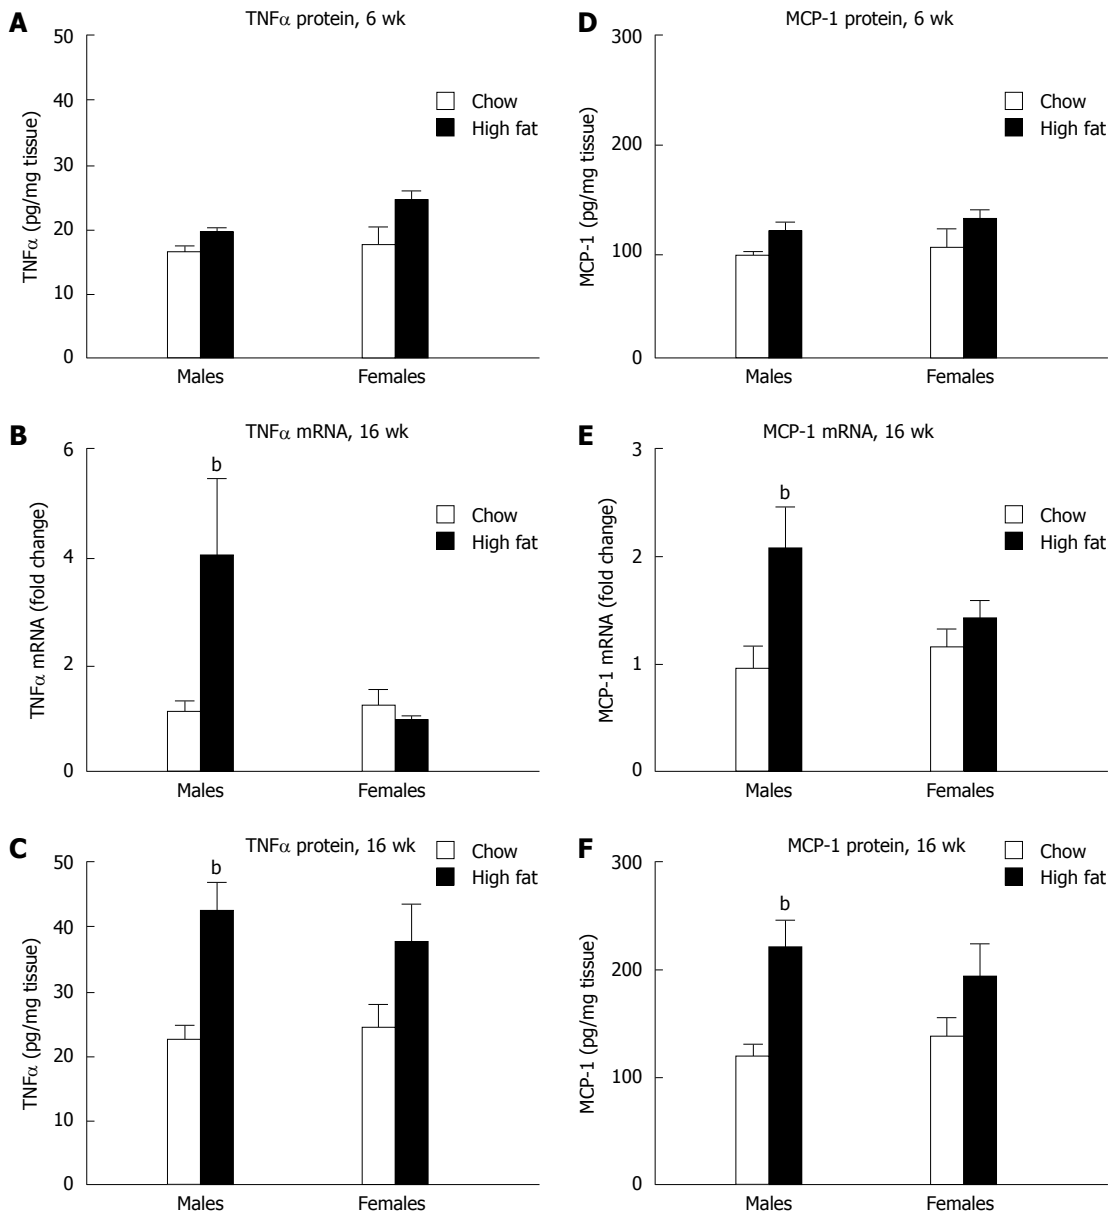 A
TNFα protein, 6 wk
50
40
30
20
10
0
TNFα (pg/mg tissue)
Chow
High fat
Males
Females
B
TNFα mRNA, 16 wk
6
4
2
0
TNFα mRNA (fold change)
b
Chow
High fat
Males
Females
C
TNFα protein, 16 wk
50
40
30
20
10
0
TNFα (pg/mg tissue)
b
Chow
High fat
Males
Females
D
MCP-1 protein, 6 wk
300
200
100
0
MCP-1 (pg/mg tissue)
Chow
High fat
Males
Females
E
MCP-1 mRNA, 16 wk
3
2
1
0
MCP-1 mRNA (fold change)
b
Chow
High fat
Males
Females
F
MCP-1 protein, 16 wk
300
200
100
0
MCP-1 (pg/mg tissue)
b
Chow
High fat
Males
Females